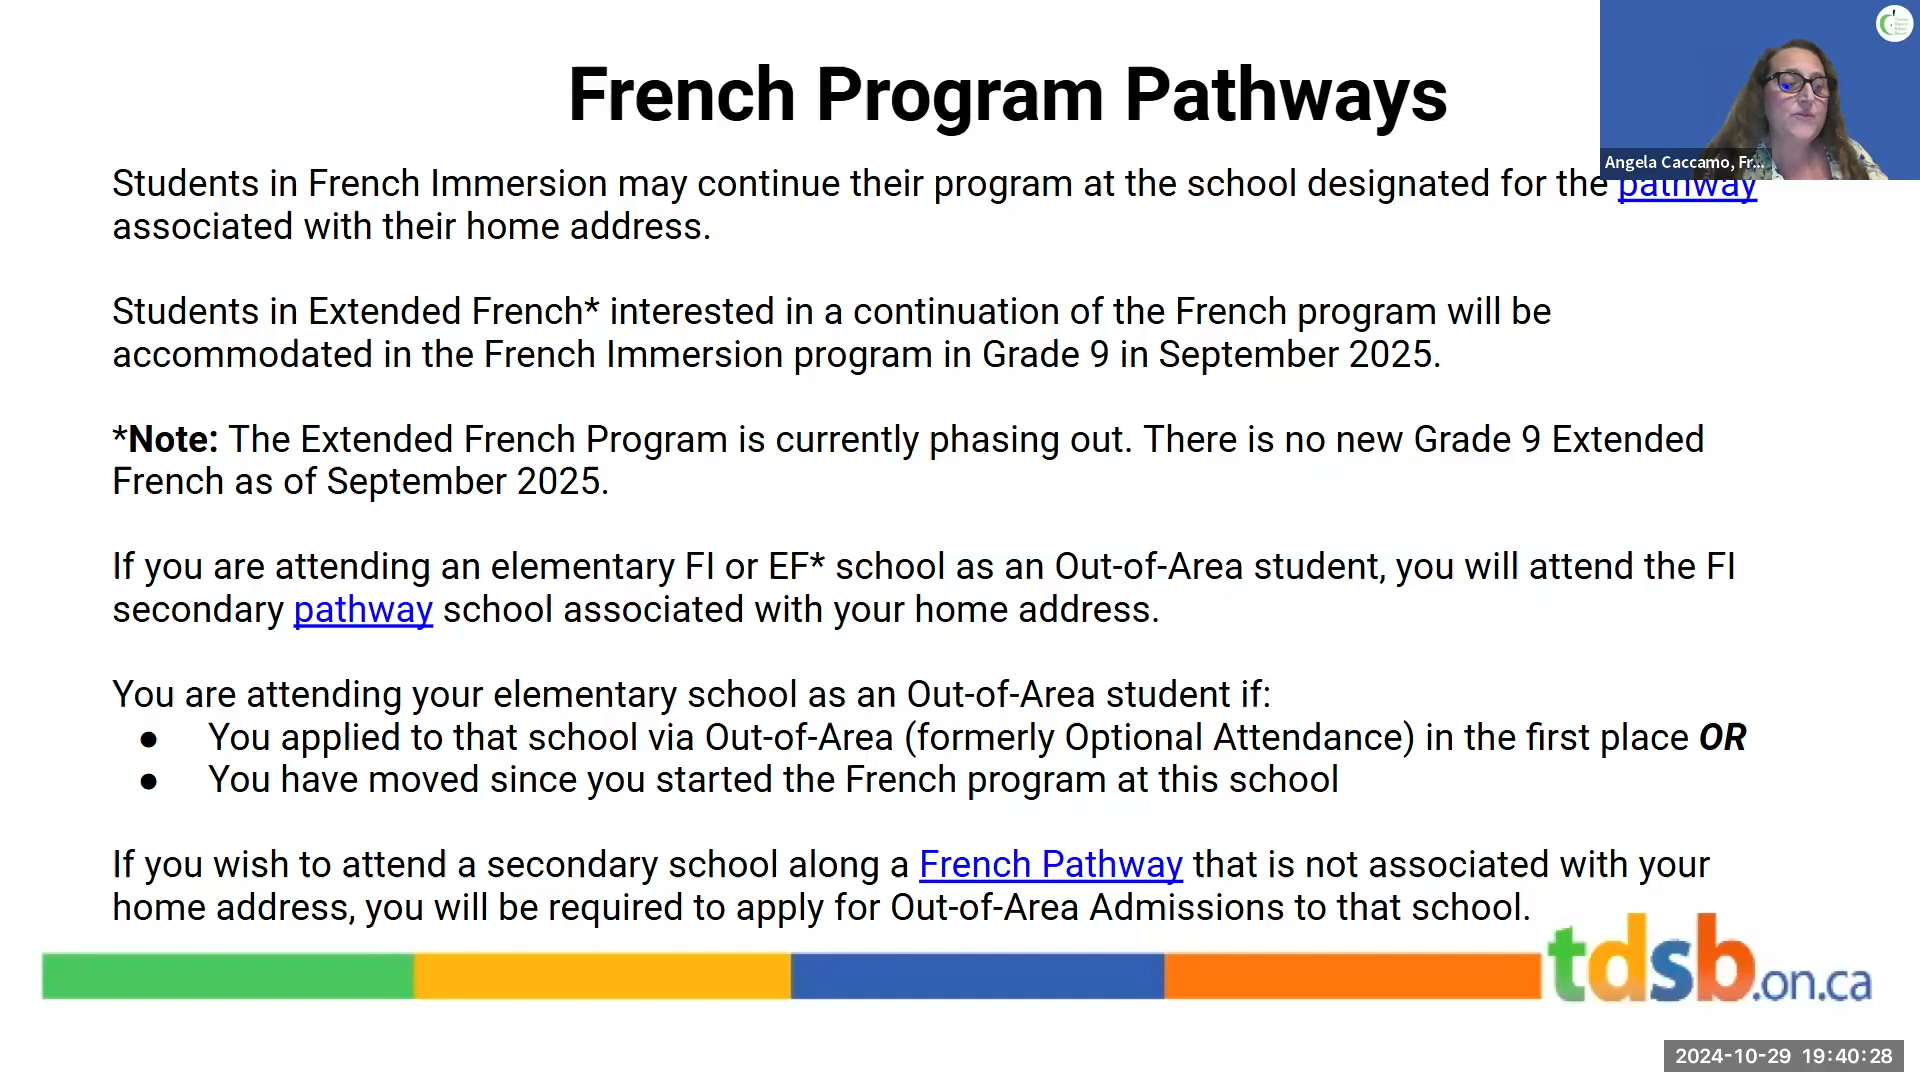 French Program Pathways
Angela Caccamo, Fr...
Students in French Immersion may continue their program at the school designated for the pathway
associated with their home address.
Students in Extended French* interested in a continuation of the French program will be
accommodated in the French Immersion program in Grade 9 in September 2025.
*Note: The Extended French Program is currently phasing out. There is no new Grade 9 Extended
French as of September 2025.
If you are attending an elementary FI or EF* school as an Out-of-Area student, you will attend the FI
secondary pathway school associated with your home address.
You are attending your elementary school as an Out-of-Area student if:
● You applied to that school via Out-of-Area (formerly Optional Attendance) in the first place OR
● You have moved since you started the French program at this school
If you wish to attend a secondary school along a French Pathway that is not associated with your
home address, you will be required to apply for Out-of-Area Admissions to that school.
tdsb.on.ca
2024-10-29 19:40:28